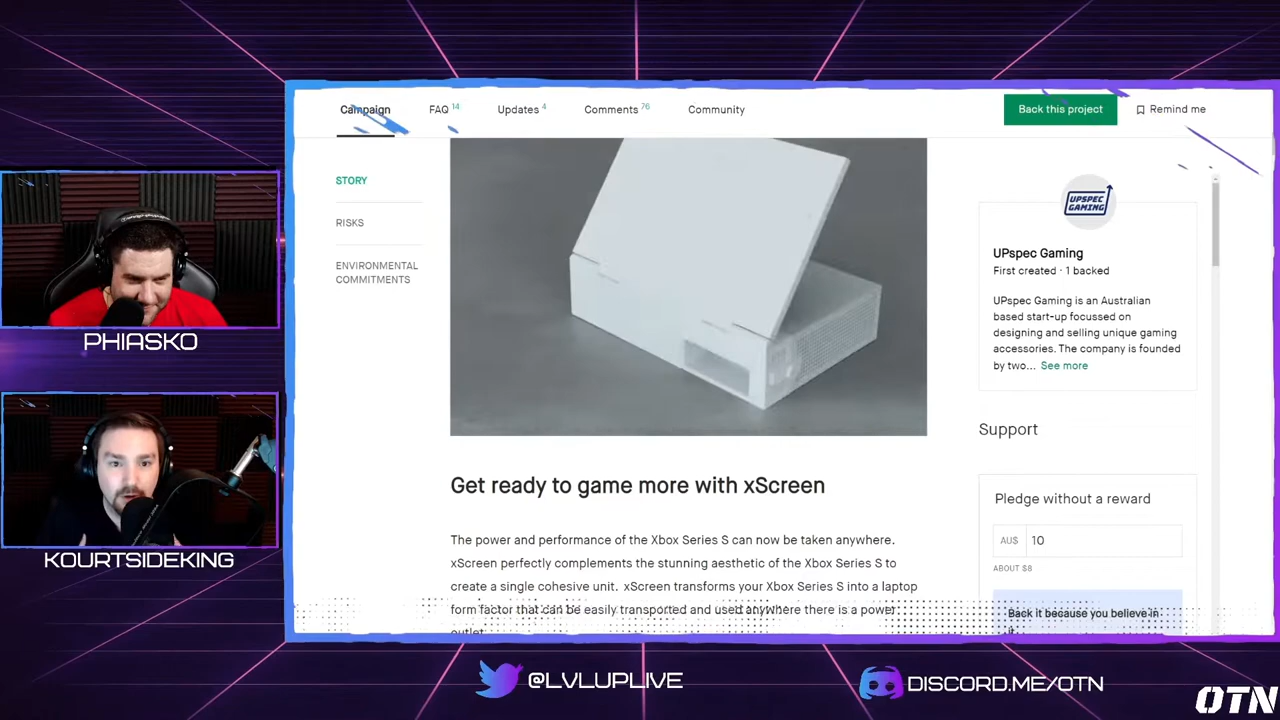 Campaign
FAQ 14
Updates 4
Comments 76
Community
Back this project
Remind me
STORY
RISKS
ENVIRONMENTAL
COMMITMENTS
UPSPEC
GAMING
UPspec Gaming
First created · 1 backed
UPspec Gaming is an Australian
based start-up focussed on
designing and selling unique gaming
accessories. The company is founded
by two... See more
Support
Pledge without a reward
AU$ 10
ABOUT $8
Back it because you believe in
it.
Get ready to game more with xScreen
The power and performance of the Xbox Series S can now be taken anywhere.
xScreen perfectly complements the stunning aesthetic of the Xbox Series S to
create a single cohesive unit. xScreen transforms your Xbox Series S into a laptop
form factor that can be easily transported and used anywhere there is a power
outlet.
PHIASKO
KOURTSIDEKING
@LVLUPLIVE
DISCORD.ME/OTN
OTN